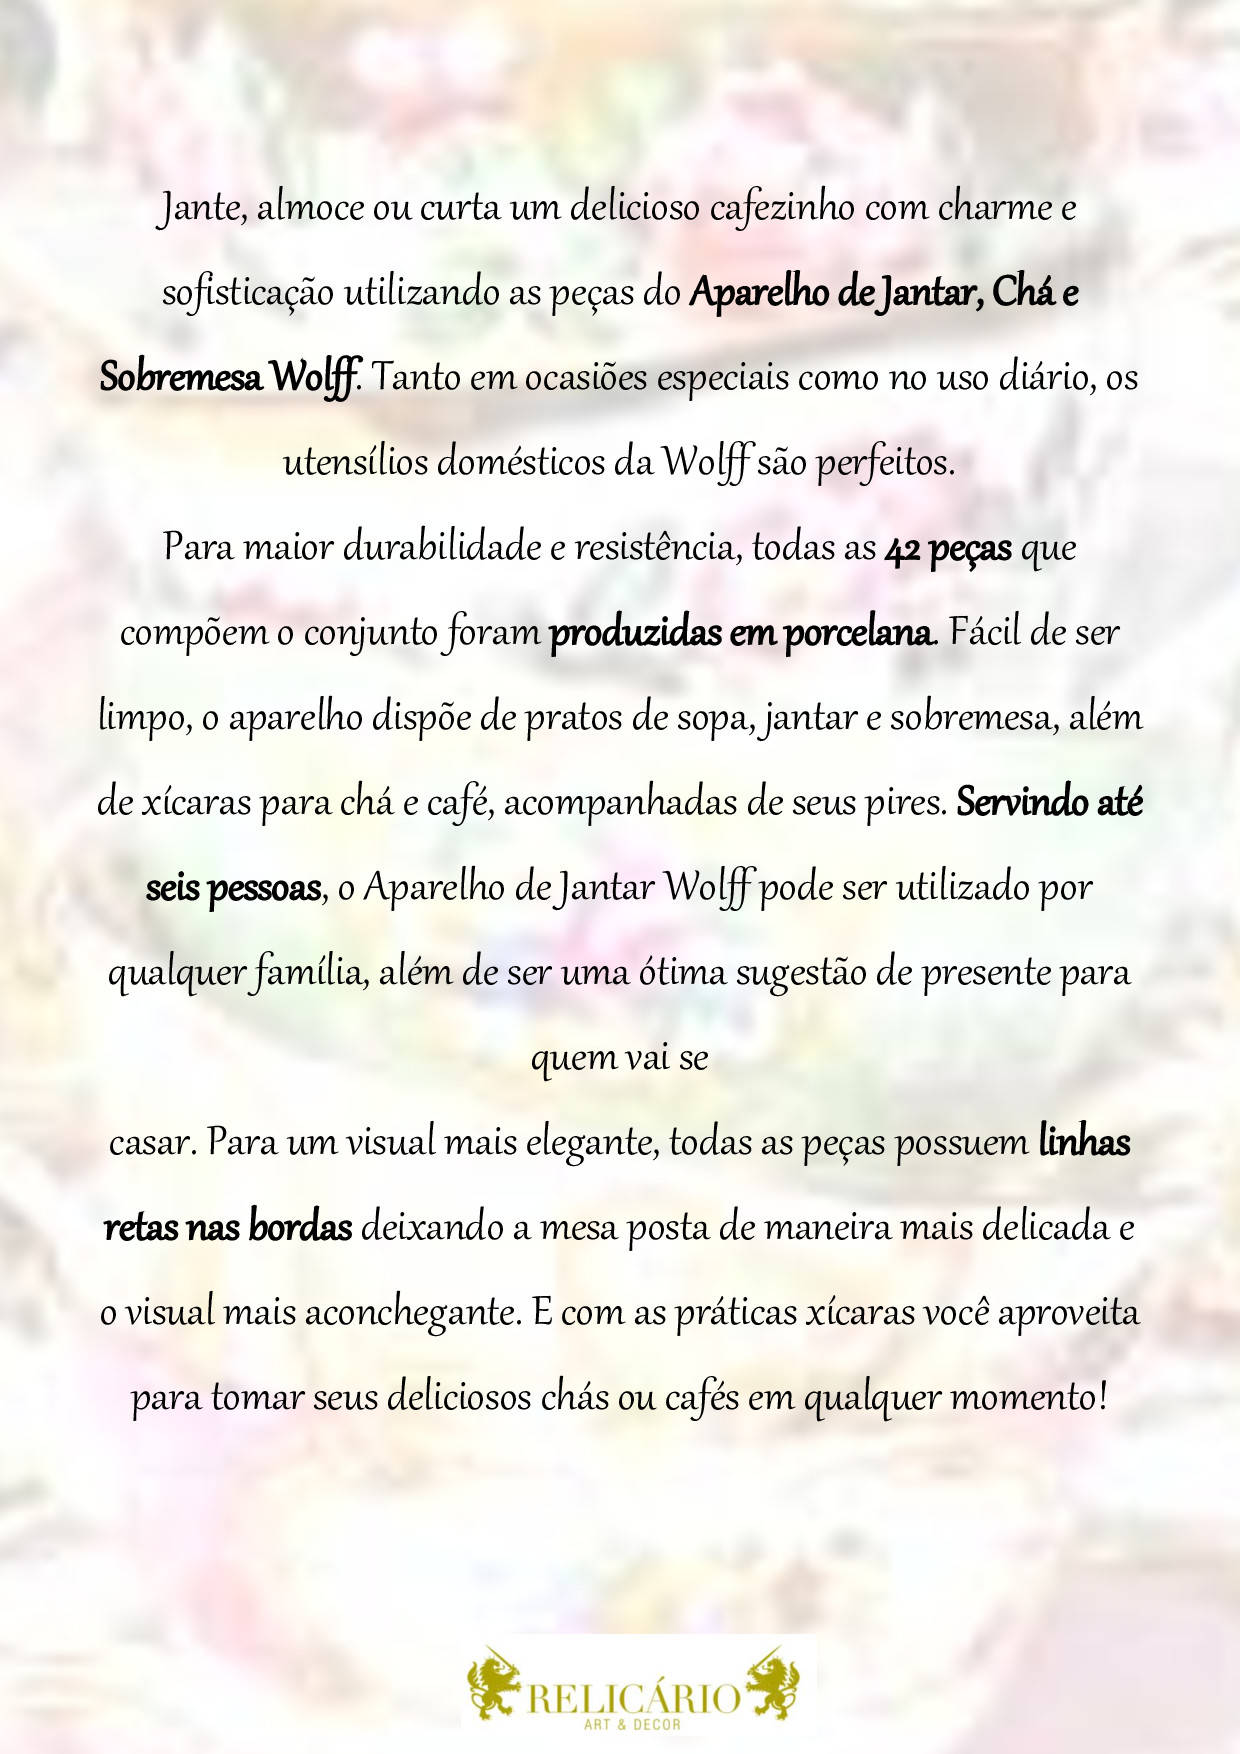 Jante, almoce ou curta um delicioso cafezinho com charme e
sofisticação utilizando as peças do Aparelho de Jantar, Chá e
Sobremesa Wolff. Tanto em ocasiões especiais como no uso diário, os
utensílios domésticos da Wolff são perfeitos.
Para maior durabilidade e resistência, todas as 42 peças que
compõem o conjunto foram produzidas em porcelana. Fácil de ser
limpo, o aparelho dispõe de pratos de sopa, jantar e sobremesa, além
de xícaras para chá e café, acompanhadas de seus pires. Servindo até
seis pessoas, o Aparelho de Jantar Wolff pode ser utilizado por
qualquer família, além de ser uma ótima sugestão de presente para
quem vai se
casar. Para um visual mais elegante, todas as peças possuem linhas
retas nas bordas deixando a mesa posta de maneira mais delicada e
o visual mais aconchegante. E com as práticas xícaras você aproveita
para tomar seus deliciosos chás ou cafés em qualquer momento!
RELICÁRIO
ART & DECOR